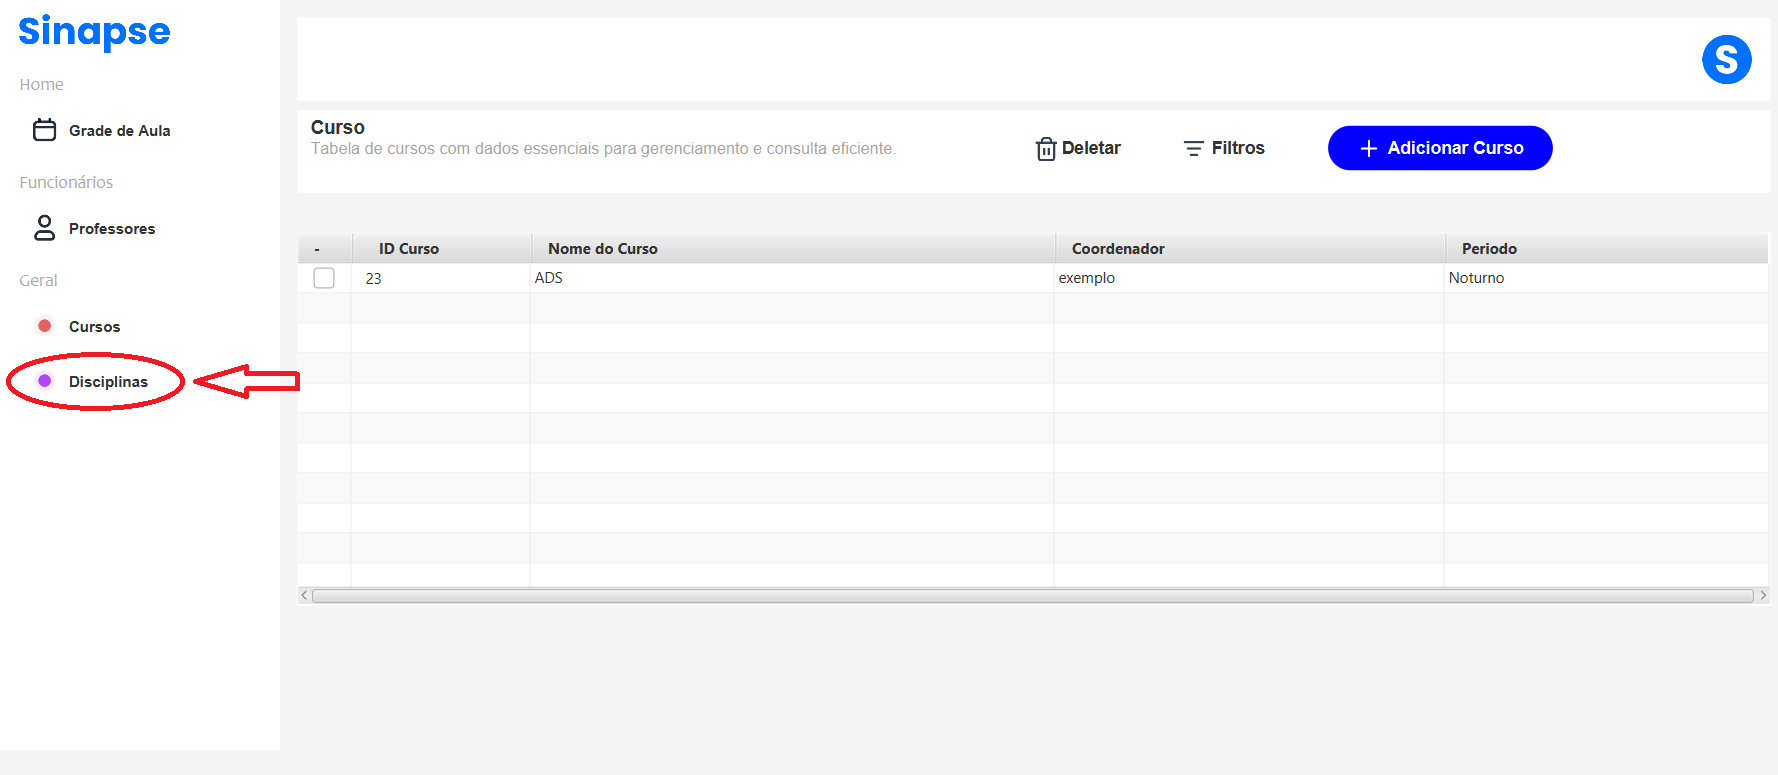 Sinapse
Home
Grade de Aula
Funcionários
Professores
Geral
Cursos
Disciplinas
S
Curso
Tabela de cursos com dados essenciais para gerenciamento e consulta eficiente.
Deletar
Filtros
+ Adicionar Curso
- ID Curso Nome do Curso Coordenador Periodo
23 ADS exemplo Noturno